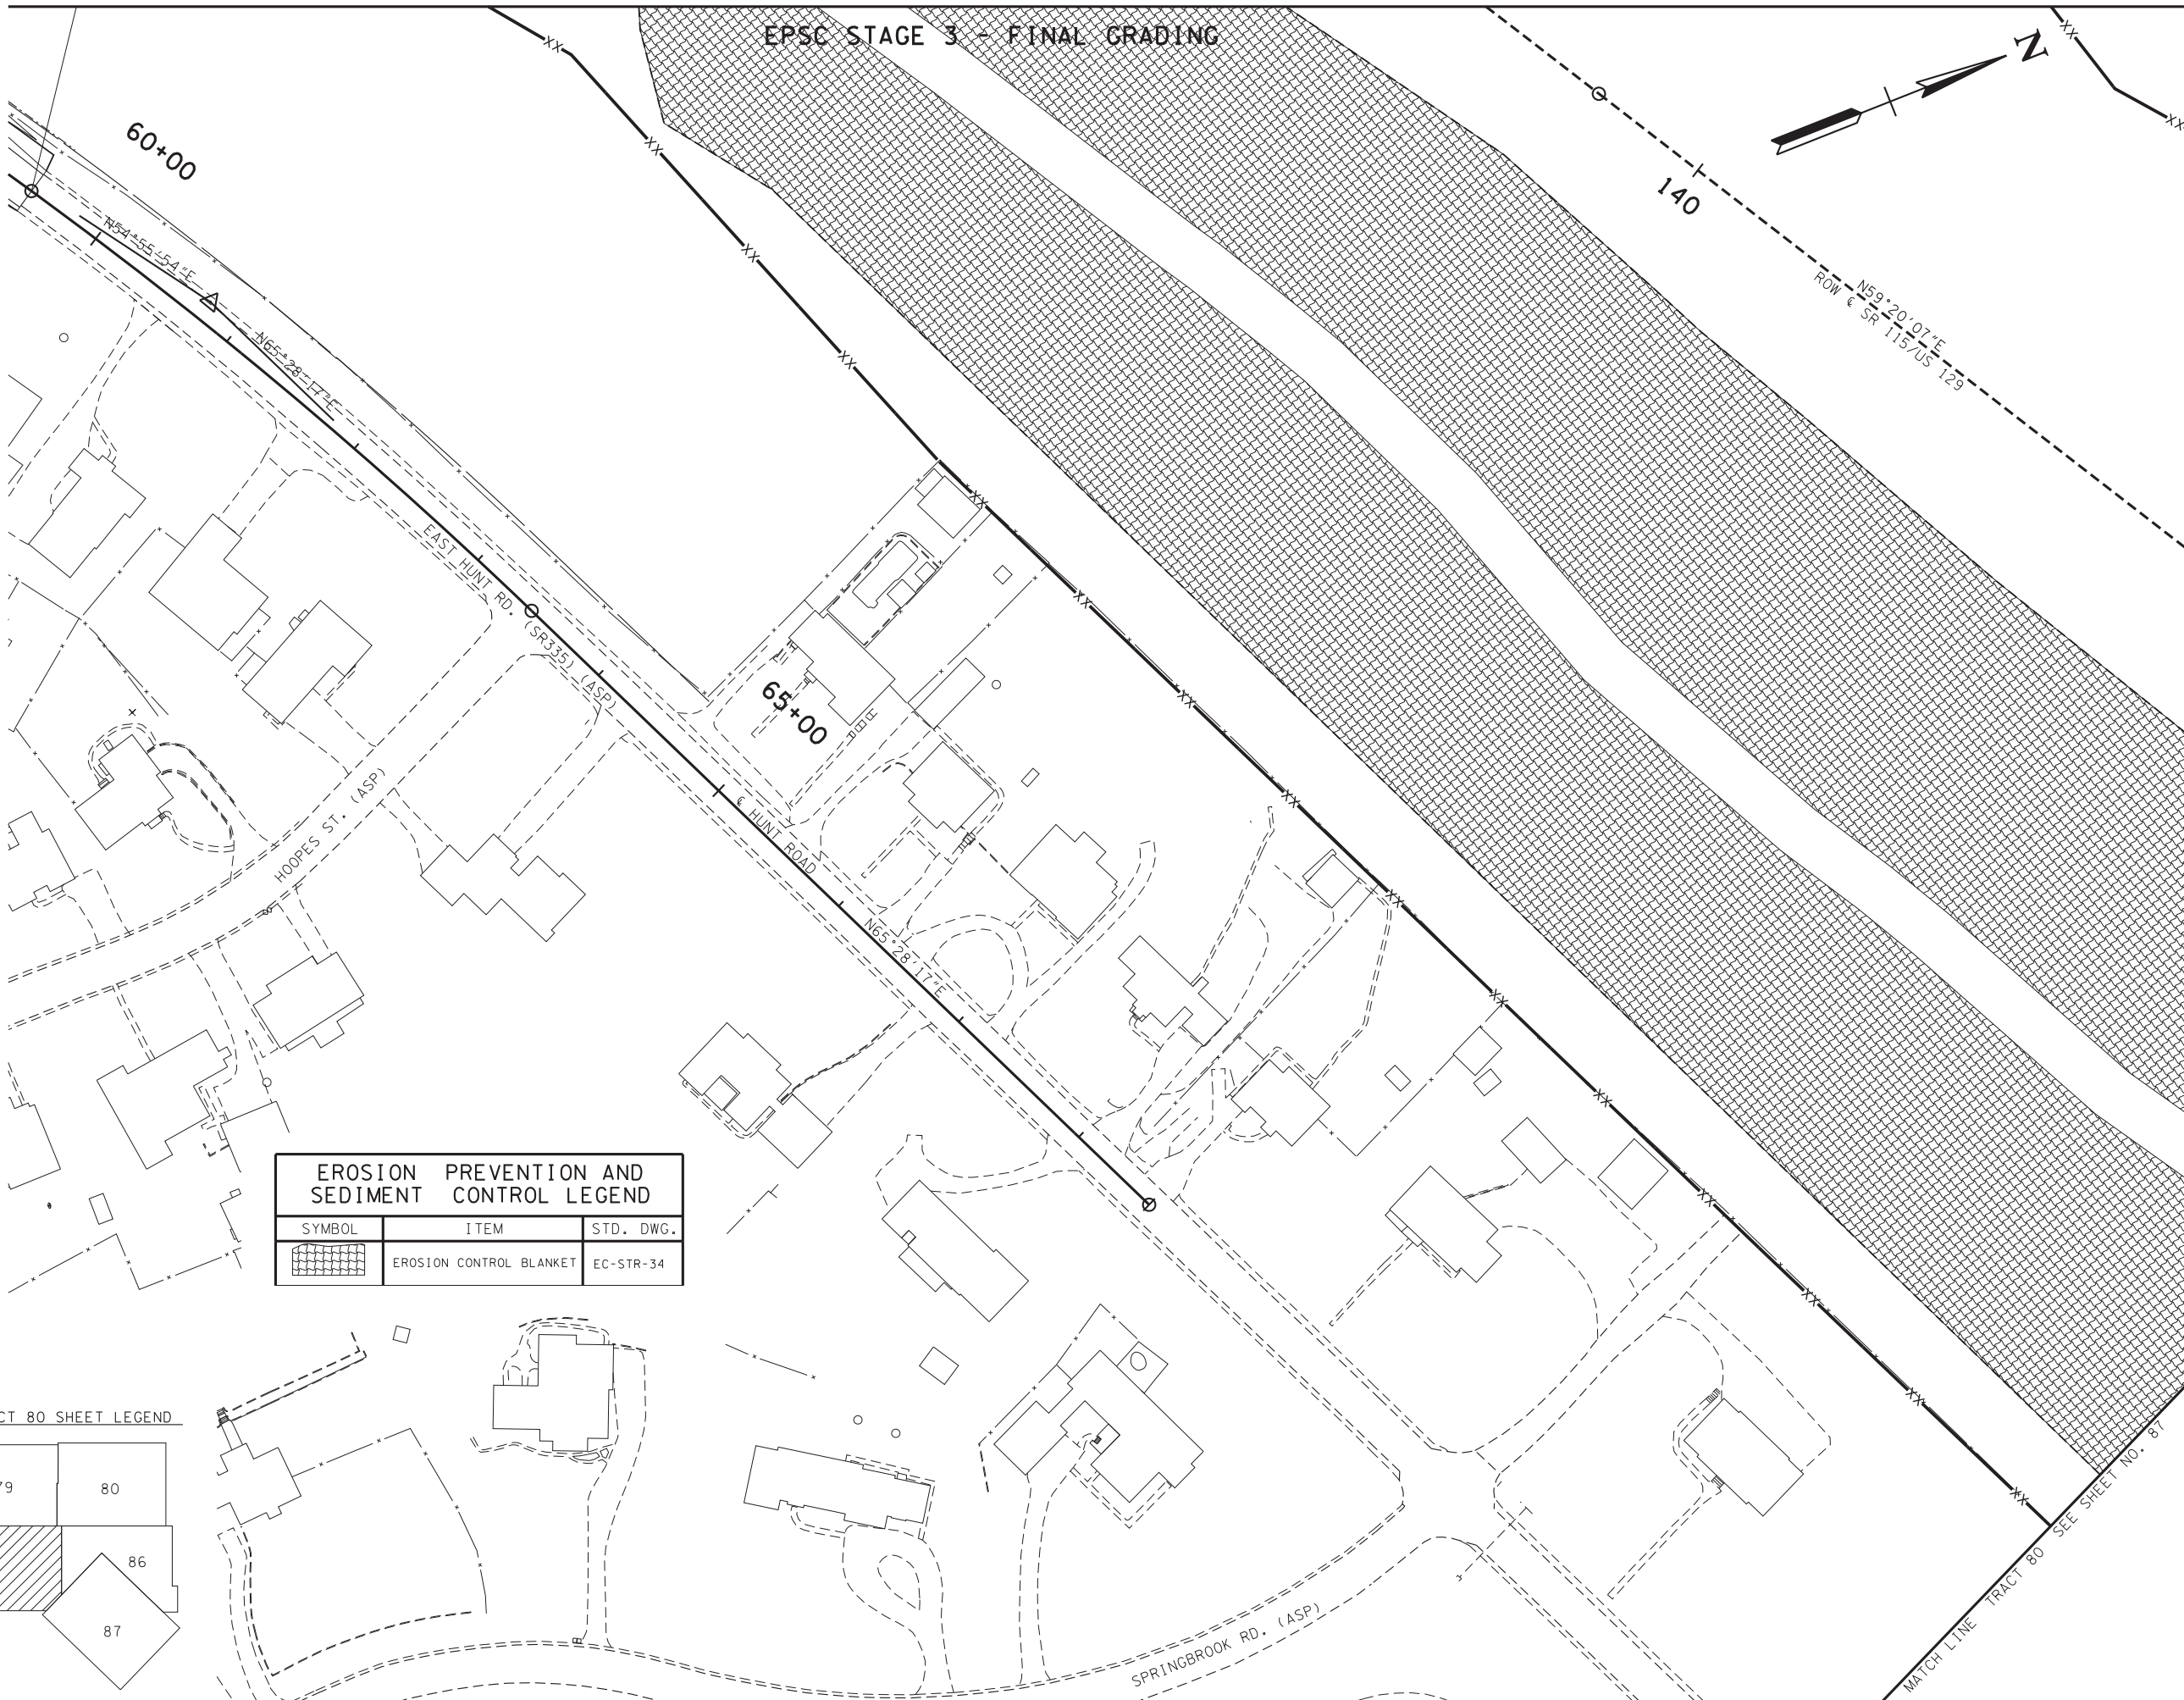 EPSC STAGE 3 - FINAL GRADING
N
60+00
N54°55'54"E
N65°28'17"E
140
N59°20'07"E
ROW ℄ SR 115/US 129
EAST HUNT RD. (SR335) (ASP)
65+00
℄ HUNT ROAD
N65°28'17"E
HOOPES ST. (ASP)
EROSION PREVENTION AND
SEDIMENT CONTROL LEGEND
SYMBOL ITEM STD. DWG.
EROSION CONTROL BLANKET EC-STR-34
CT 80 SHEET LEGEND
79 80
86
87
SPRINGBROOK RD. (ASP)
MATCH LINE TRACT 80 SEE SHEET NO. 87